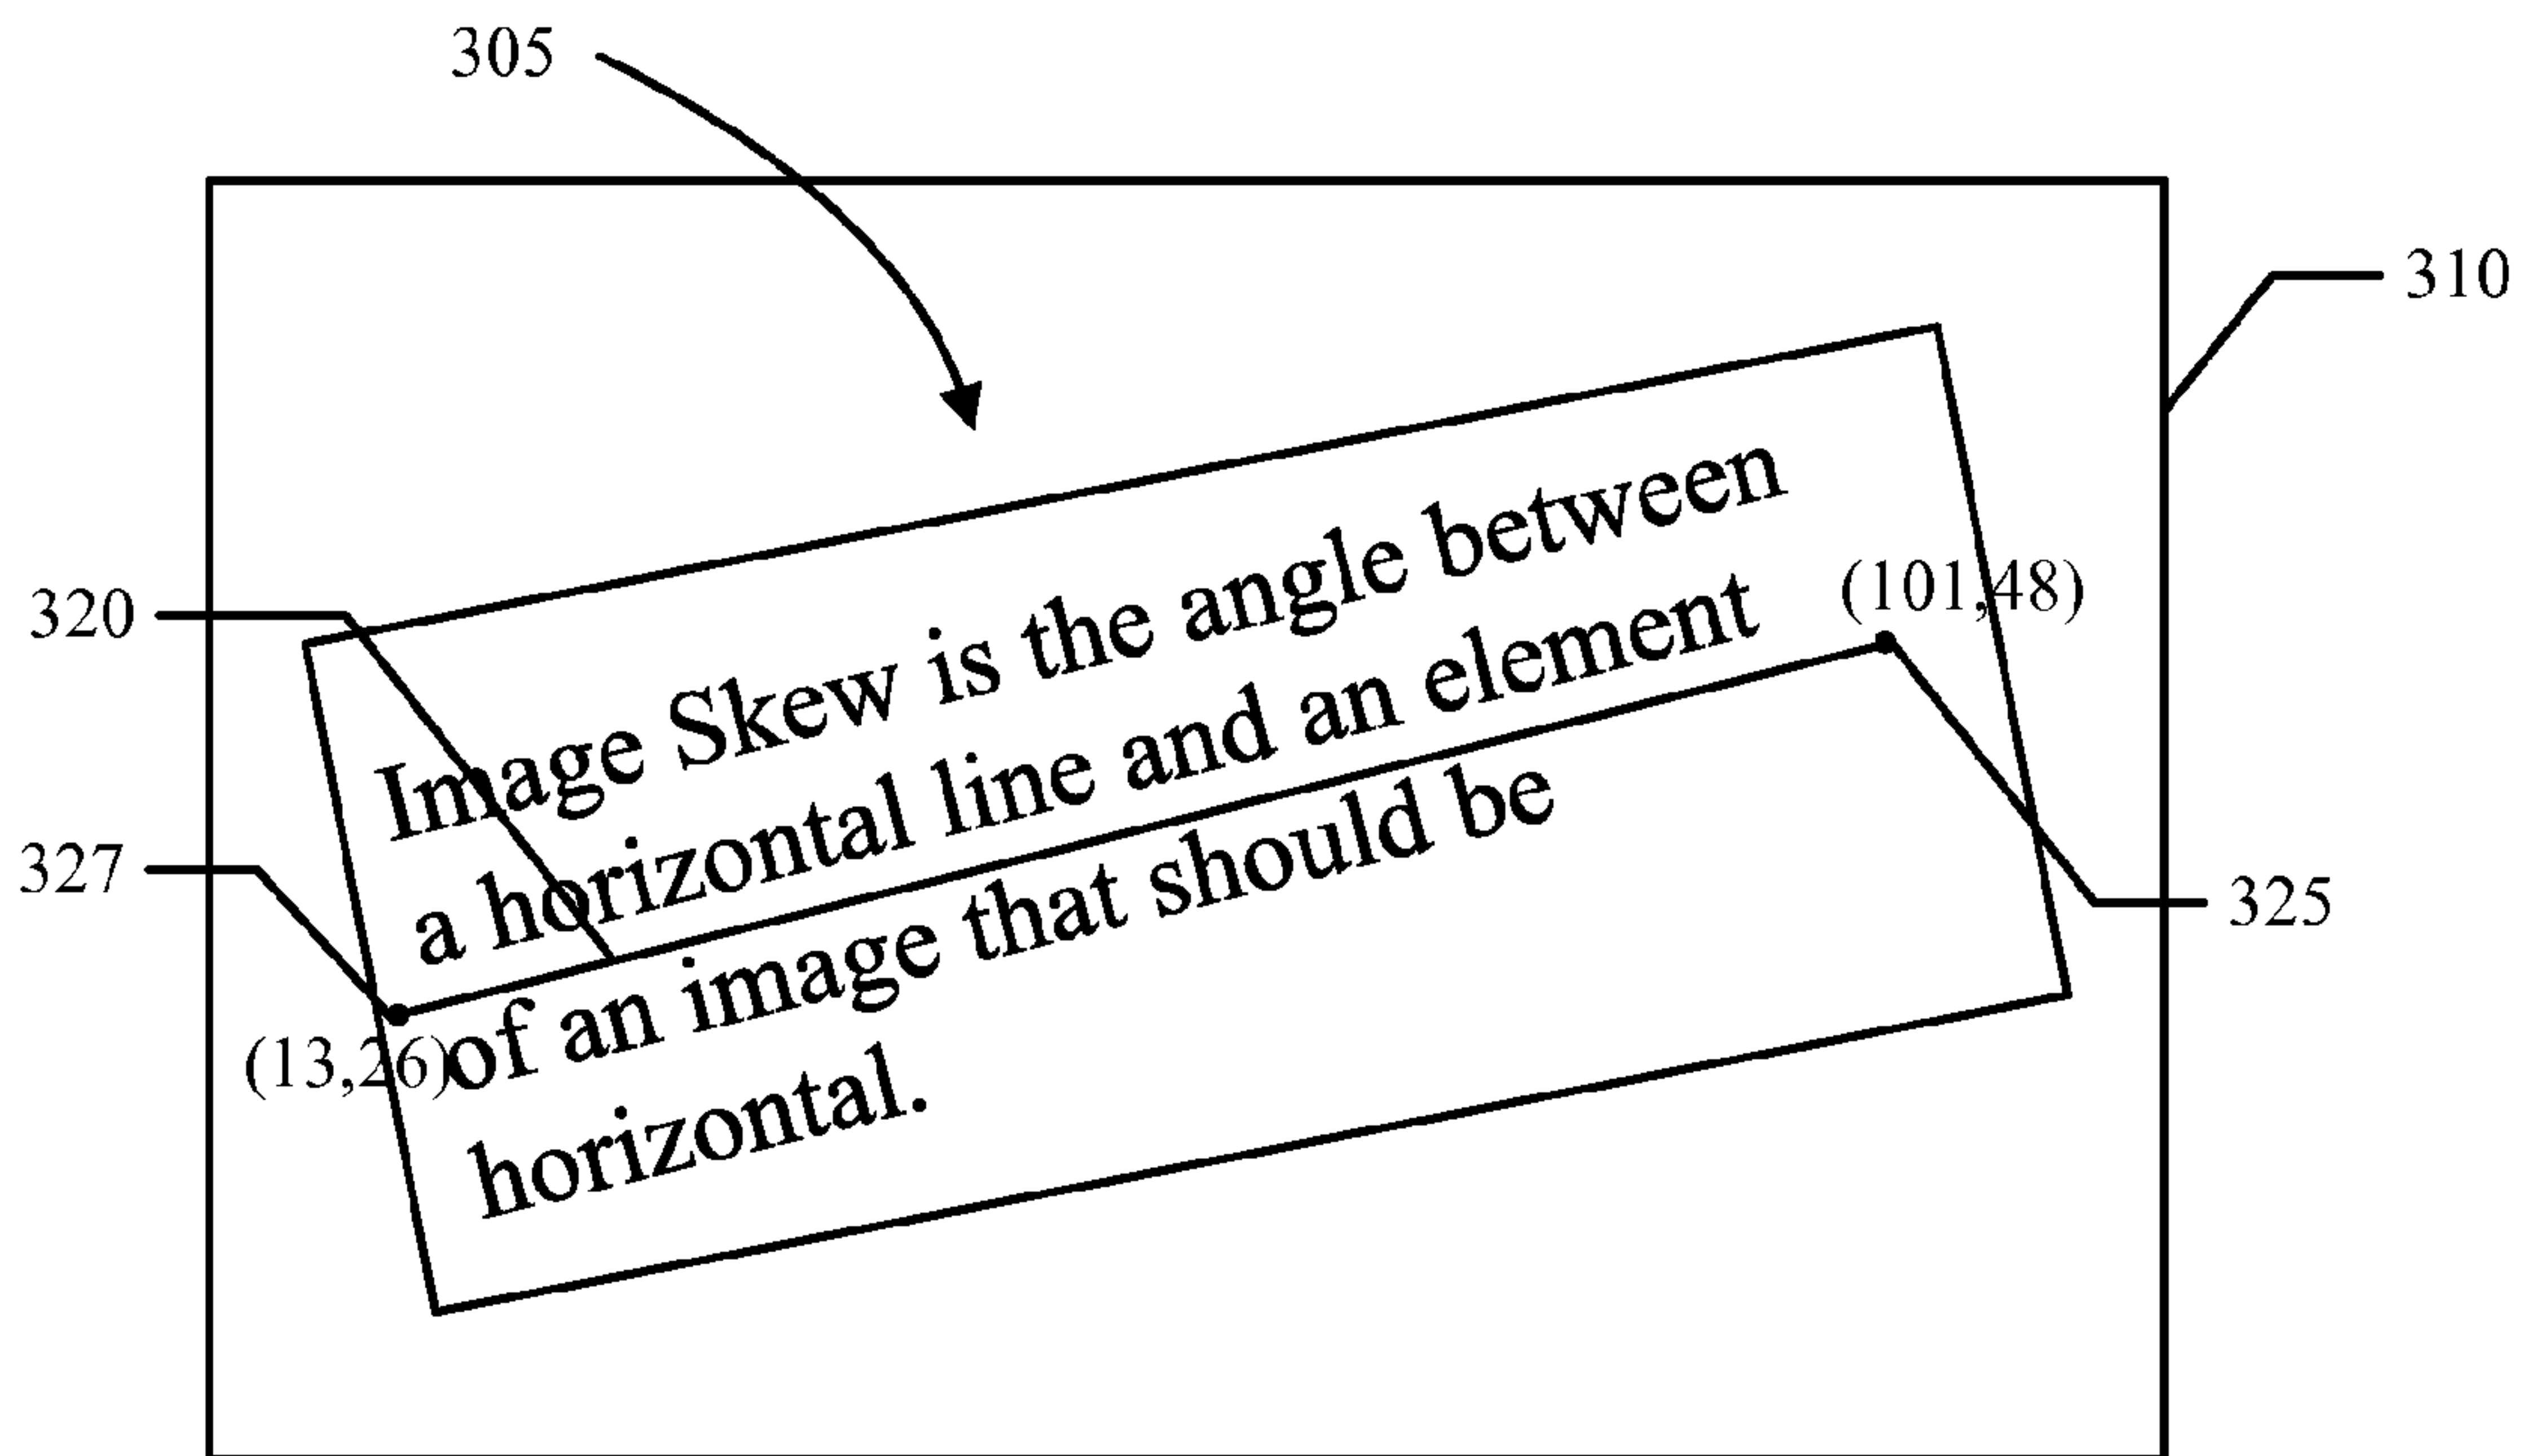 305
310
Image Skew is the angle between
a horizontal line and an element
of an image that should be
horizontal.
(101,48)
320
327
325
(13,26)